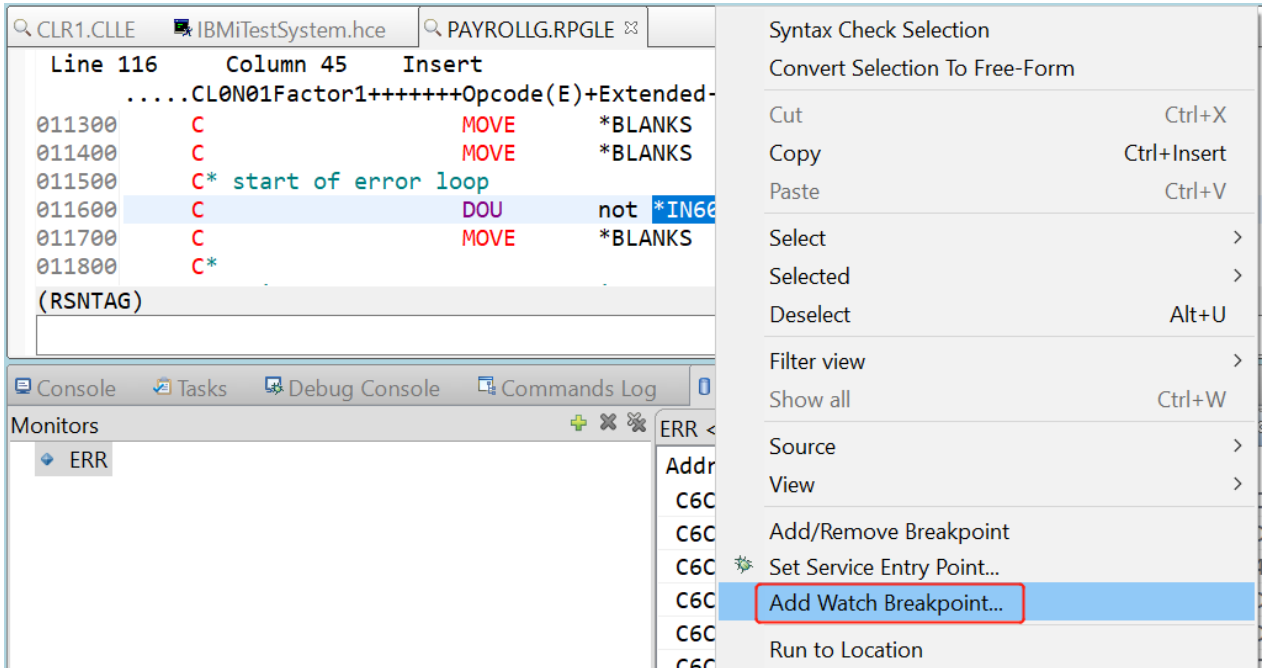 CLR1.CLLE IBMiTestSystem.hce PAYROLLG.RPGLE
Line 116 Column 45 Insert
.....CL0N01Factor1+++++++Opcode(E)+Extended-
011300 C MOVE *BLANKS
011400 C MOVE *BLANKS
011500 C* start of error loop
011600 C DOU not *IN60
011700 C MOVE *BLANKS
011800 C*
(RSNTAG)
Console Tasks Debug Console Commands Log
Monitors
ERR
ERR <
Addr
C6C
C6C
C6C
C6C
C6C
C6C
Syntax Check Selection
Convert Selection To Free-Form
Cut Ctrl+X
Copy Ctrl+Insert
Paste Ctrl+V
Select
Selected
Deselect Alt+U
Filter view
Show all Ctrl+W
Source
View
Add/Remove Breakpoint
Set Service Entry Point...
Add Watch Breakpoint...
Run to Location